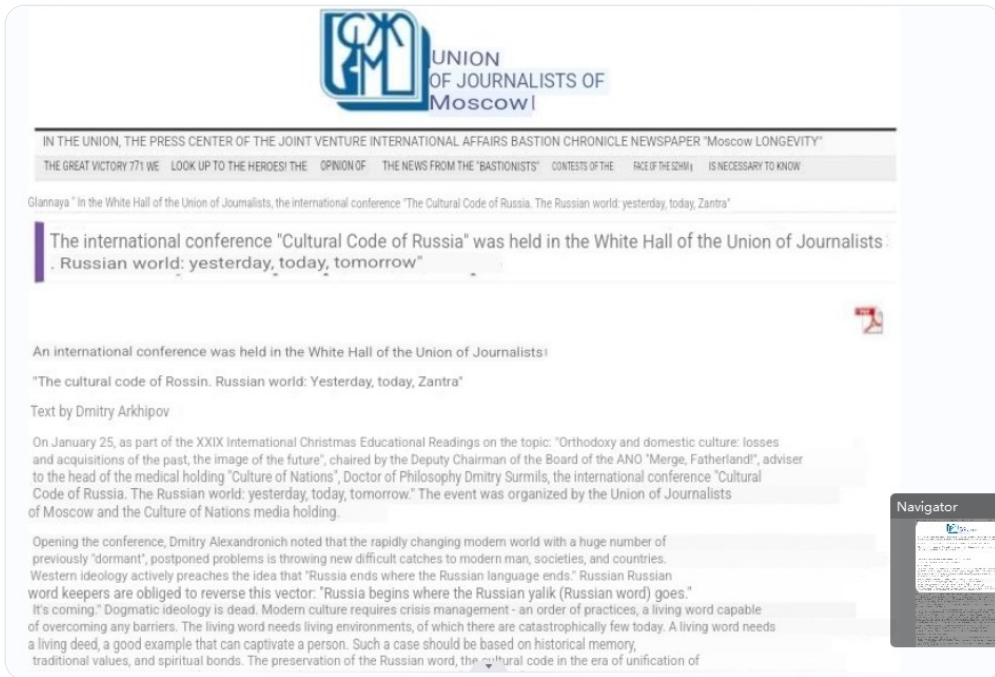 UNION
OF JOURNALISTS OF
Moscow
IN THE UNION, THE PRESS CENTER OF THE JOINT VENTURE INTERNATIONAL AFFAIRS BASTION CHRONICLE NEWSPAPER "Moscow LONGEVITY"
THE GREAT VICTORY 771 WE LOOK UP TO THE HEROES! THE OPINION OF THE NEWS FROM THE "BASTIONISTS" CONTESTS OF THE FACE OF THE SZHM IS NECESSARY TO KNOW
Glannaya " In the White Hall of the Union of Journalists, the international conference "The Cultural Code of Russia. The Russian world: yesterday, today, Zantra"
The international conference "Cultural Code of Russia" was held in the White Hall of the Union of Journalists
. Russian world: yesterday, today, tomorrow"
PDF
An international conference was held in the White Hall of the Union of Journalists
"The cultural code of Rossin. Russian world: Yesterday, today, Zantra"
Text by Dmitry Arkhipov
On January 25, as part of the XXIX International Christmas Educational Readings on the topic: "Orthodoxy and domestic culture: losses
and acquisitions of the past, the image of the future", chaired by the Deputy Chairman of the Board of the ANO "Merge, Fatherland!", adviser
to the head of the medical holding "Culture of Nations", Doctor of Philosophy Dmitry Surmils, the international conference "Cultural
Code of Russia. The Russian world: yesterday, today, tomorrow." The event was organized by the Union of Journalists
of Moscow and the Culture of Nations media holding.
Opening the conference, Dmitry Alexandronich noted that the rapidly changing modern world with a huge number of
previously "dormant", postponed problems is throwing new difficult catches to modern man, societies, and countries.
Western ideology actively preaches the idea that "Russia ends where the Russian language ends." Russian Russian
word keepers are obliged to reverse this vector: "Russia begins where the Russian yalik (Russian word) goes."
It's coming." Dogmatic ideology is dead. Modern culture requires crisis management - an order of practices, a living word capable
of overcoming any barriers. The living word needs living environments, of which there are catastrophically few today. A living word needs
a living deed, a good example that can captivate a person. Such a case should be based on historical memory,
traditional values, and spiritual bonds. The preservation of the Russian word, the cultural code in the era of unification of
Navigator